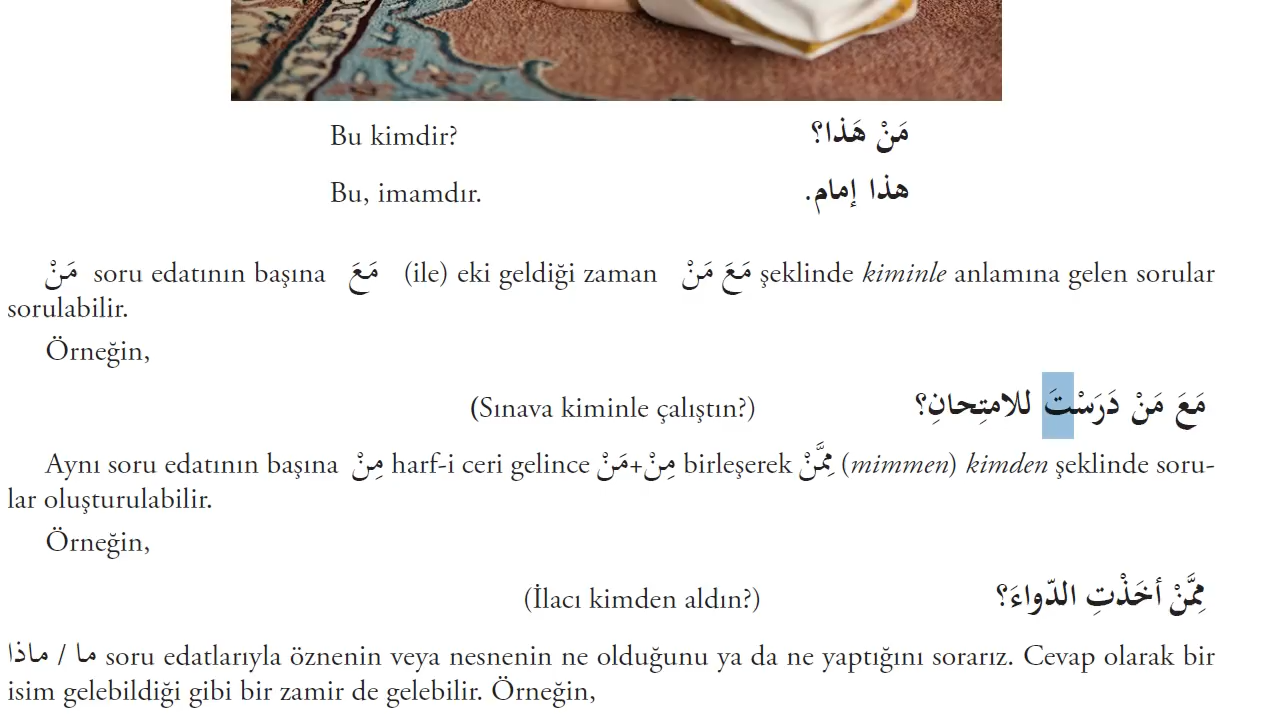 Bu kimdir? مَنْ هَذا؟
Bu, imamdır. هذا إمام.
مَنْ soru edatının başına مَعَ (ile) eki geldiği zaman مَعَ مَنْ şeklinde kiminle anlamına gelen sorular
sorulabilir.
Örneğin,
(Sınava kiminle çalıştın?) مَعَ مَنْ دَرَسْتَ للامتِحانِ؟
Aynı soru edatının başına مِنْ harf-i ceri gelince مِنْ+مَنْ birleşerek مِمَّنْ (mimmen) kimden şeklinde soru-
lar oluşturulabilir.
Örneğin,
(İlacı kimden aldın?) مِمَّنْ أخَذْتِ الدّواءَ؟
ما / ماذا soru edatlarıyla öznenin veya nesnenin ne olduğunu ya da ne yaptığını sorarız. Cevap olarak bir
isim gelebildiği gibi bir zamir de gelebilir. Örneğin,